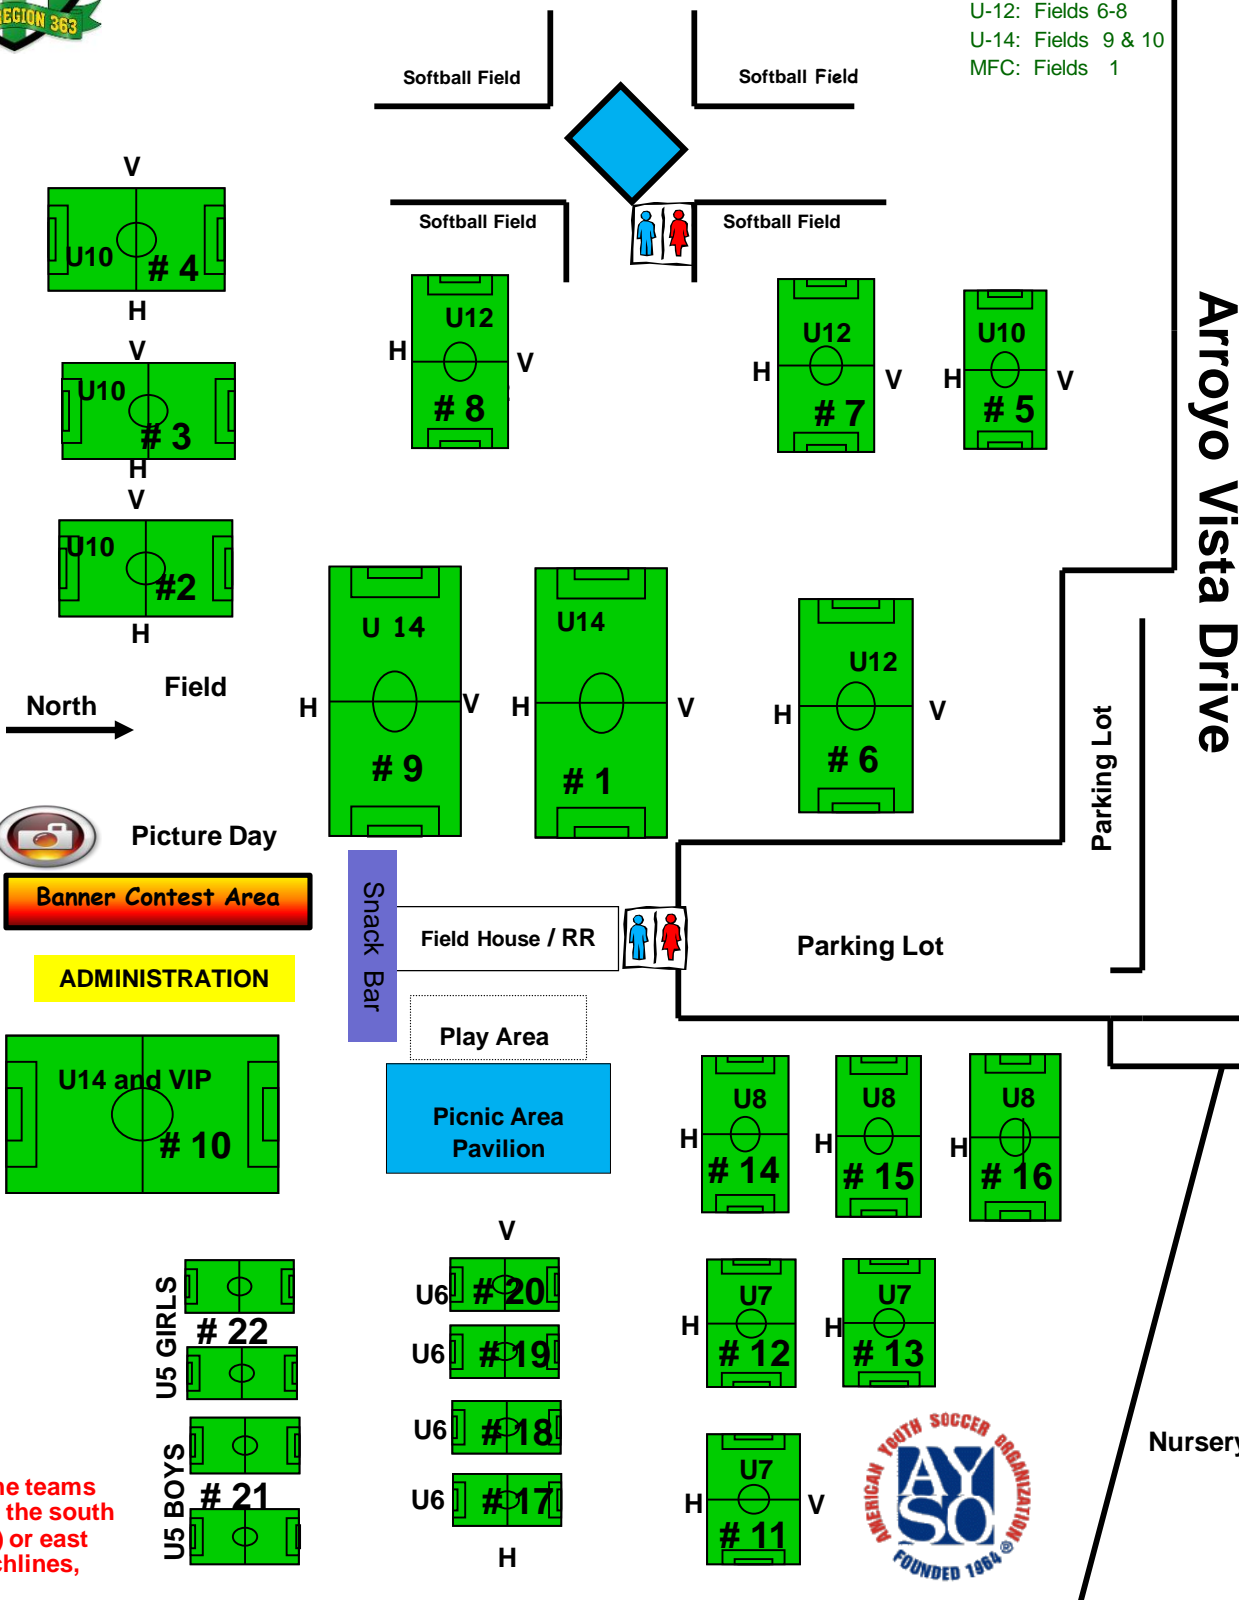 REGION 363
U-12: Fields 6-8
U-14: Fields 9 & 10
MFC: Fields 1
Softball Field
Softball Field
Softball Field
Softball Field
V
U10
# 4
H
V
U10
# 3
H
V
U10
#2
H
U12
H
V
# 8
U12
H
V
# 7
U10
H
V
# 5
Arroyo Vista Drive
North
Field
U 14
H
V
# 9
U14
H
V
# 1
U12
H
V
# 6
Parking Lot
Picture Day
Banner Contest Area
ADMINISTRATION
Snack Bar
Field House / RR
Parking Lot
Play Area
Picnic Area
Pavilion
U14 and VIP
# 10
U8
H
# 14
U8
H
# 15
U8
H
# 16
V
U6
# 20
U6
# 19
U6
# 18
U6
# 17
H
U5 GIRLS
# 22
U5 BOYS
# 21
U7
H
# 12
U7
H
# 13
U7
H
V
# 11
AMERICAN YOUTH SOCCER ORGANIZATION
AYSO
FOUNDED 1964 ®
Nursery
teams
the south
) or east